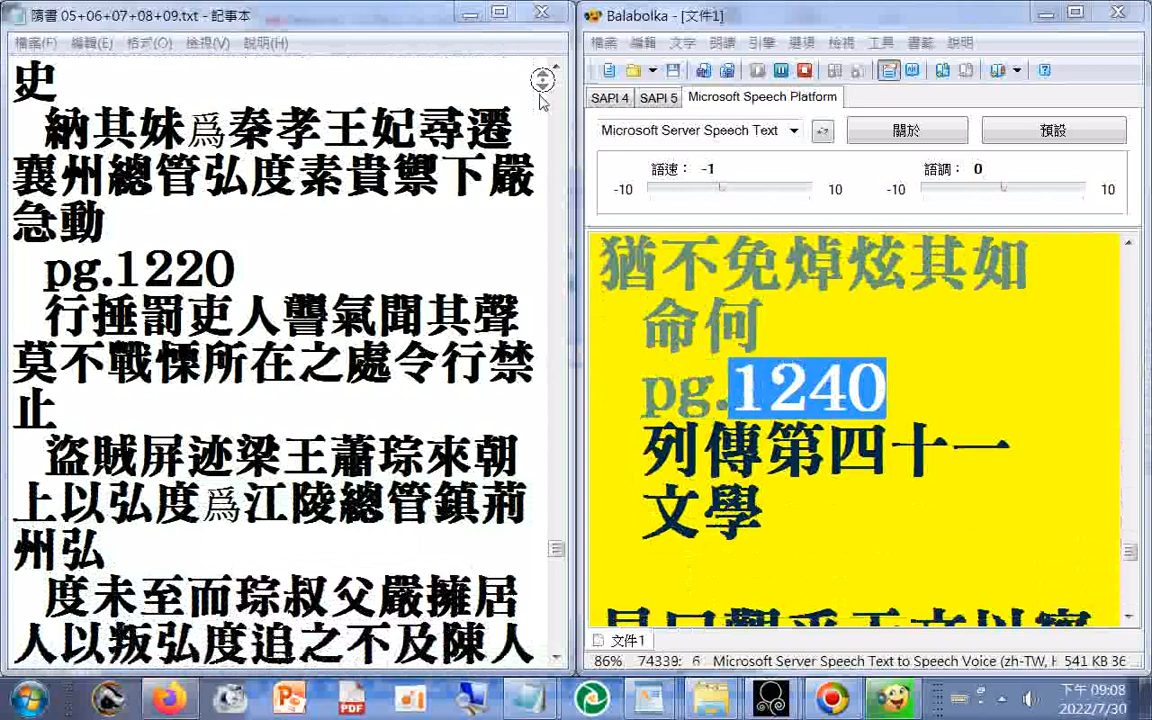 隋書 05+06+07+08+09.txt - 記事本
檔案(F) 編輯(E) 格式(O) 檢視(V) 說明(H)
史
納其妹爲秦孝王妃尋遷
襄州總管弘度素貴禦下嚴
急動
pg.1220
行捶罰吏人讋氣聞其聲
莫不戰慄所在之處令行禁
止
盜賊屏迹梁王蕭琮來朝
上以弘度爲江陵總管鎮荊
州弘
度未至而琮叔父嚴擁居
人以叛弘度追之不及陳人
Balabolka - [文件1]
檔案 編輯 文字 朗讀 引擎 選項 檢視 工具 書籤 說明
SAPI 4 SAPI 5 Microsoft Speech Platform
Microsoft Server Speech Text 關於 預設
語速： -1 語調： 0
-10 10 -10 10
猶不免焯炫其如
命何
pg.1240
列傳第四十一
文學
文件1
86% 74339: 6 Microsoft Server Speech Text to Speech Voice (zh-TW, H 541 KB 36
PDF
下午 09:08
2022/7/30